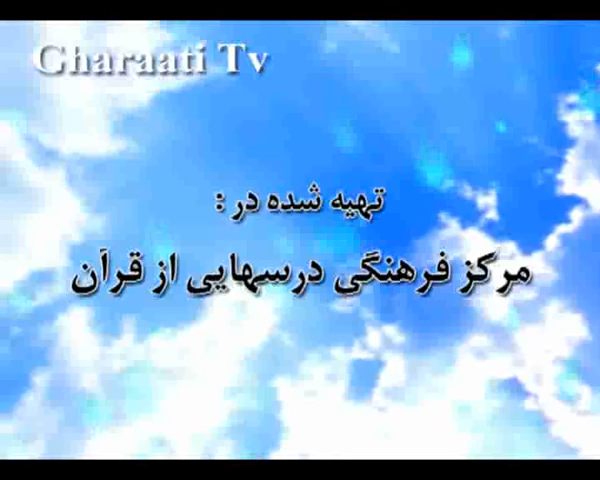 Gharaati Tv
تهیه شده در :
مرکز فرهنگی درسهایی از قرآن